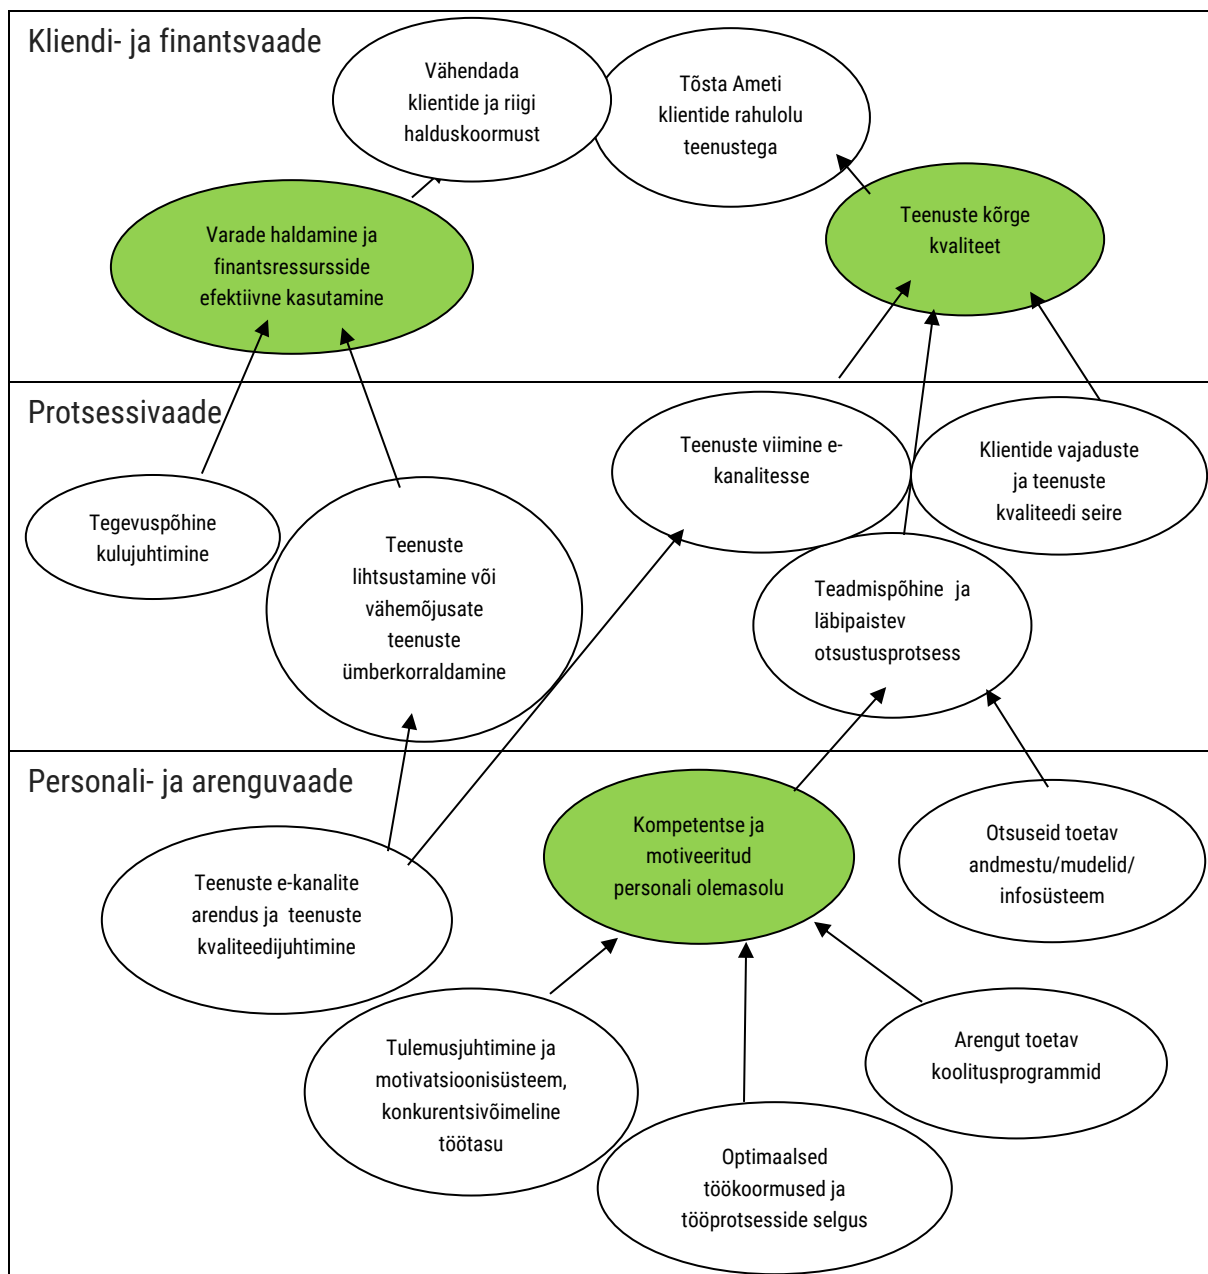 Kliendi- ja finantsvaade
Vähendada
klientide ja riigi
halduskoormust
Tõsta Ameti
klientide rahulolu
teenustega
Varade haldamine ja
finantsressursside
efektiivne kasutamine
Teenuste kõrge
kvaliteet
Protsessivaade
Teenuste viimine e-
kanalitesse
Klientide vajaduste
ja teenuste
kvaliteedi seire
Tegevuspõhine
kulujuhtimine
Teenuste
lihtsustamine või
vähemõjusate
teenuste
ümberkorraldamine
Teadmispõhine ja
läbipaistev
otsustusprotsess
Personali- ja arenguvaade
Kompetentse ja
motiveeritud
personali olemasolu
Otsuseid toetav
andmestu/mudelid/
infosüsteem
Teenuste e-kanalite
arendus ja teenuste
kvaliteedijuhtimine
Tulemusjuhtimine ja
motivatsioonisüsteem,
konkurentsivõimeline
töötasu
Arengut toetav
koolitusprogrammid
Optimaalsed
töökoormused ja
tööprotsesside selgus